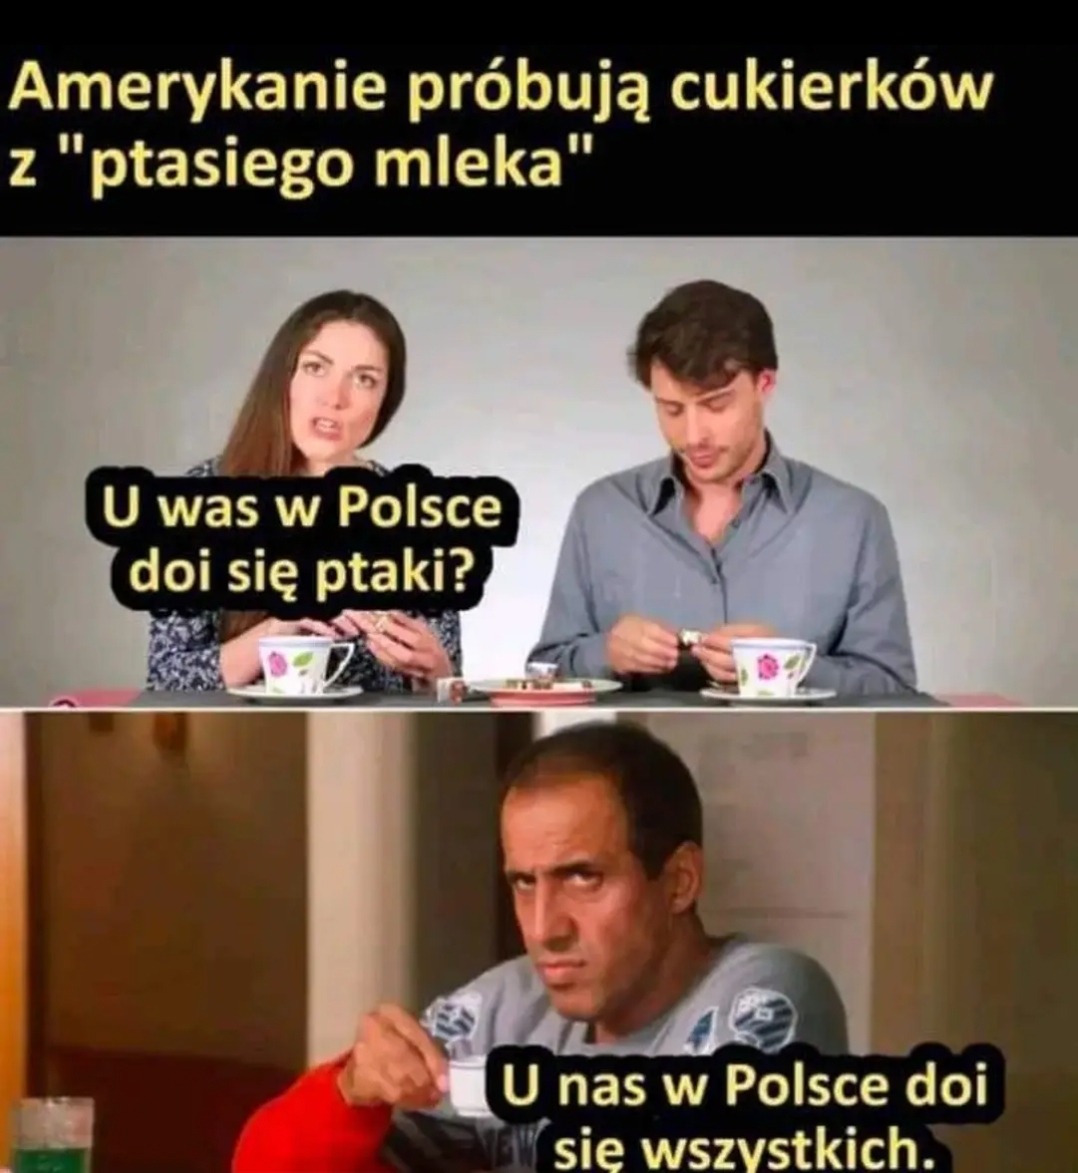 Amerykanie próbują cukierków
z "ptasiego mleka"
U was w Polsce
doi się ptaki?
U nas w Polsce doi
się wszystkich.